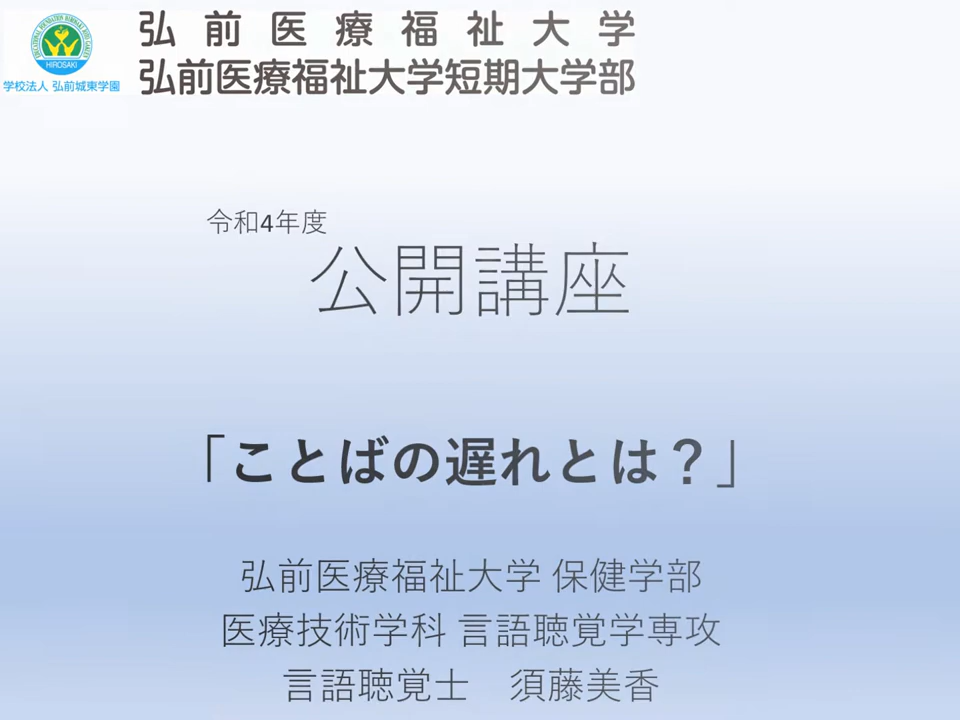 弘前医療福祉大学
弘前医療福祉大学短期大学部
HIROSAKI
学校法人 弘前城東学園
令和4年度
公開講座
「ことばの遅れとは？」
弘前医療福祉大学 保健学部
医療技術学科 言語聴覚学専攻
言語聴覚士　須藤美香